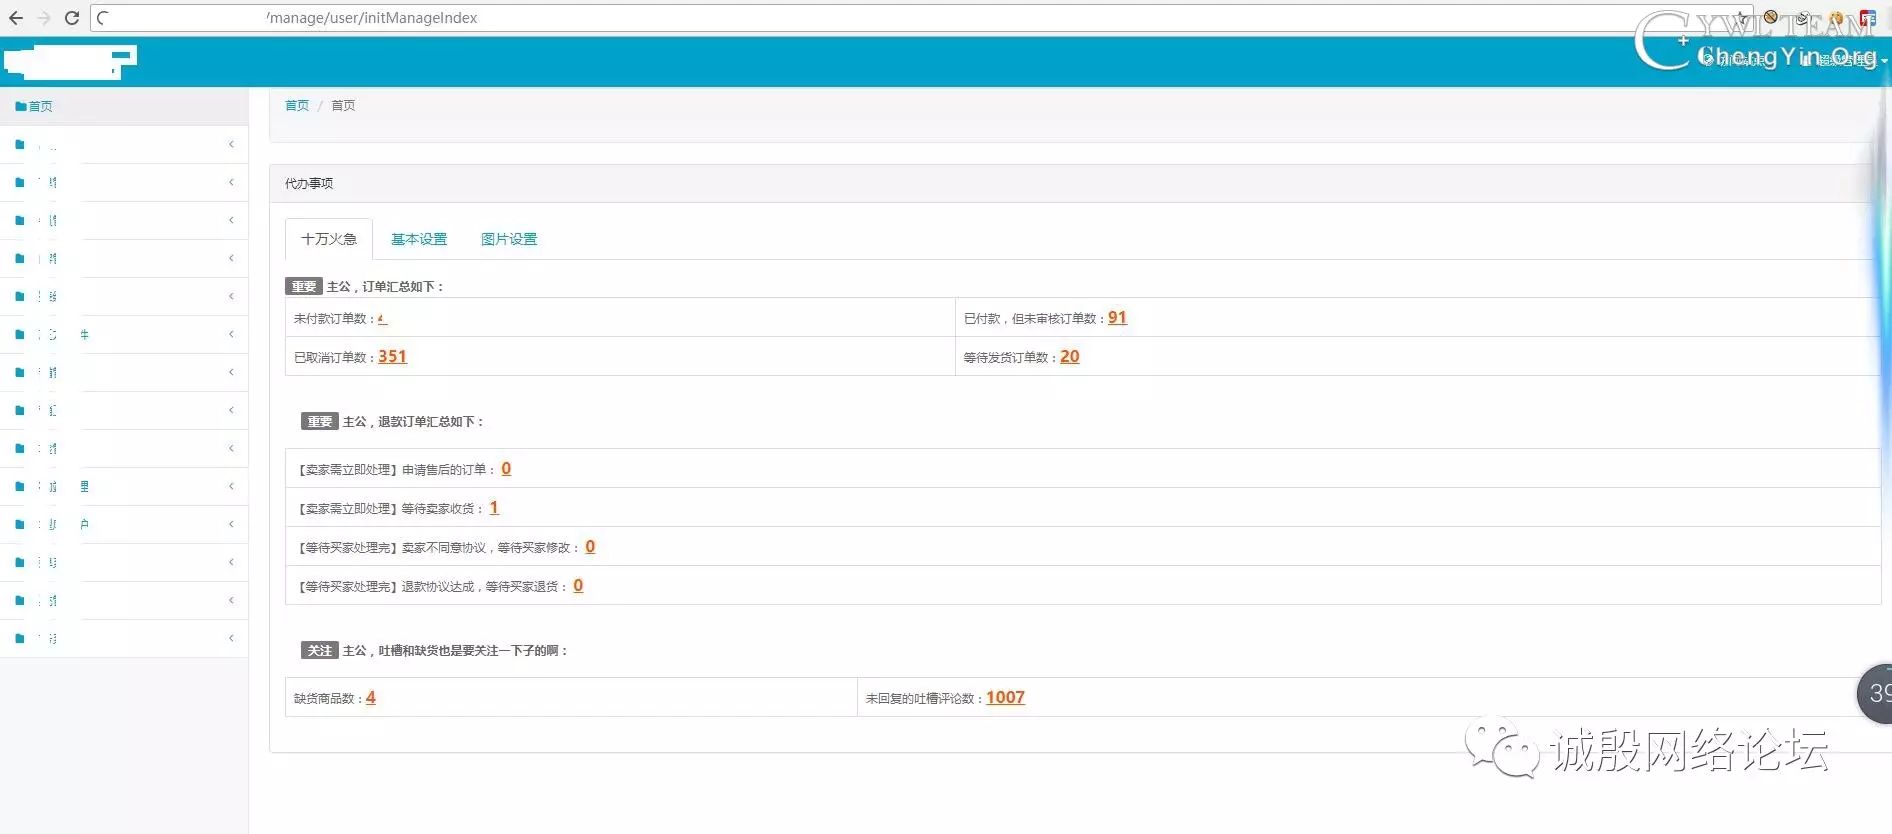 /manage/user/initManageIndex
CYWL TEAM
ChengYin.Org
首页
首页 / 首页
代办事项
十万火急 基本设置 图片设置
重要 主公，订单汇总如下：
未付款订单数： 已付款，但未审核订单数：91
已取消订单数：351 等待发货订单数：20
重要 主公，退款订单汇总如下：
【卖家需立即处理】申请售后的订单： 0
【卖家需立即处理】等待卖家收货： 1
【等待买家处理完】卖家不同意协议，等待买家修改： 0
【等待买家处理完】退款协议达成，等待买家退货： 0
关注 主公，吐槽和缺货也是要关注一下子的啊：
缺货商品数：4 未回复的吐槽评论数：1007
39
诚殷网络论坛